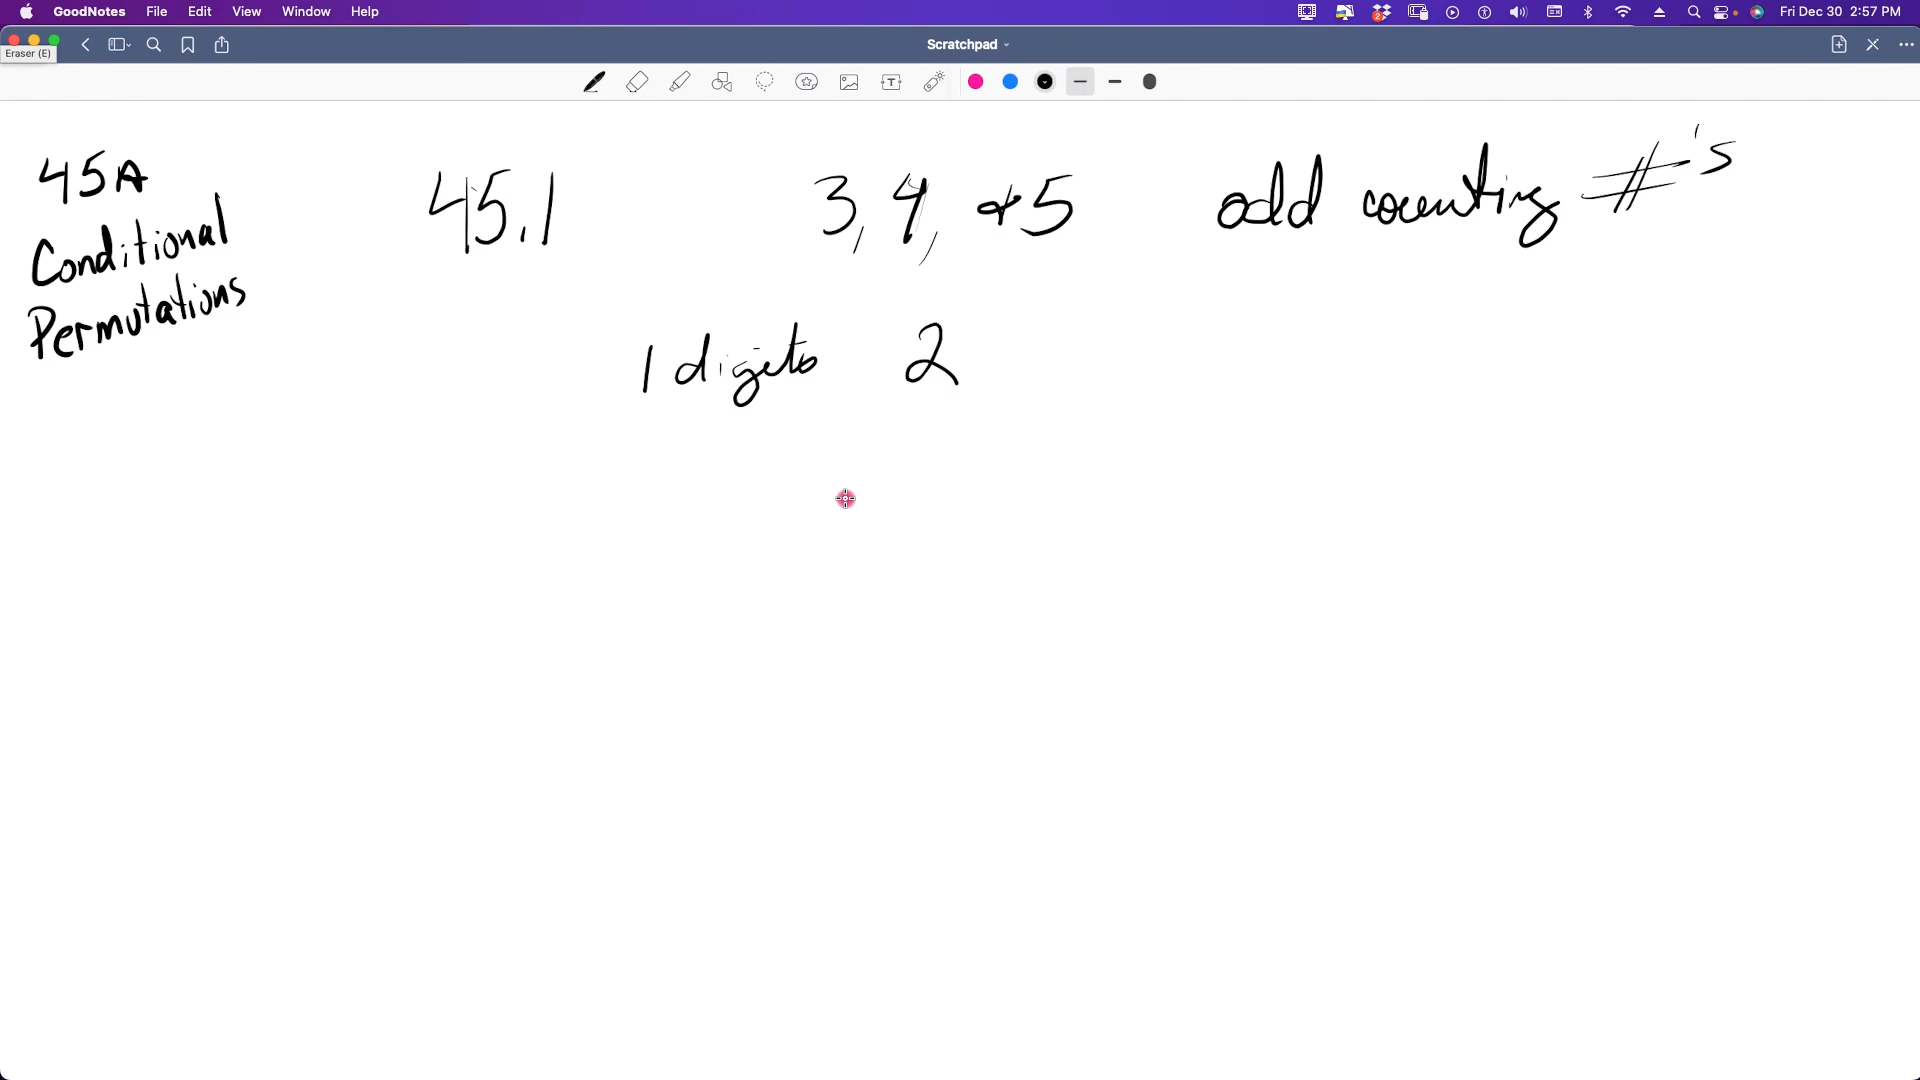 GoodNotes File Edit View Window Help
2
Fri Dec 30 2:57 PM
Eraser (E)
Scratchpad
T
45A
Conditional
Permutations
45.1 3, 4, + 5 odd counting #'s
1 digits 2